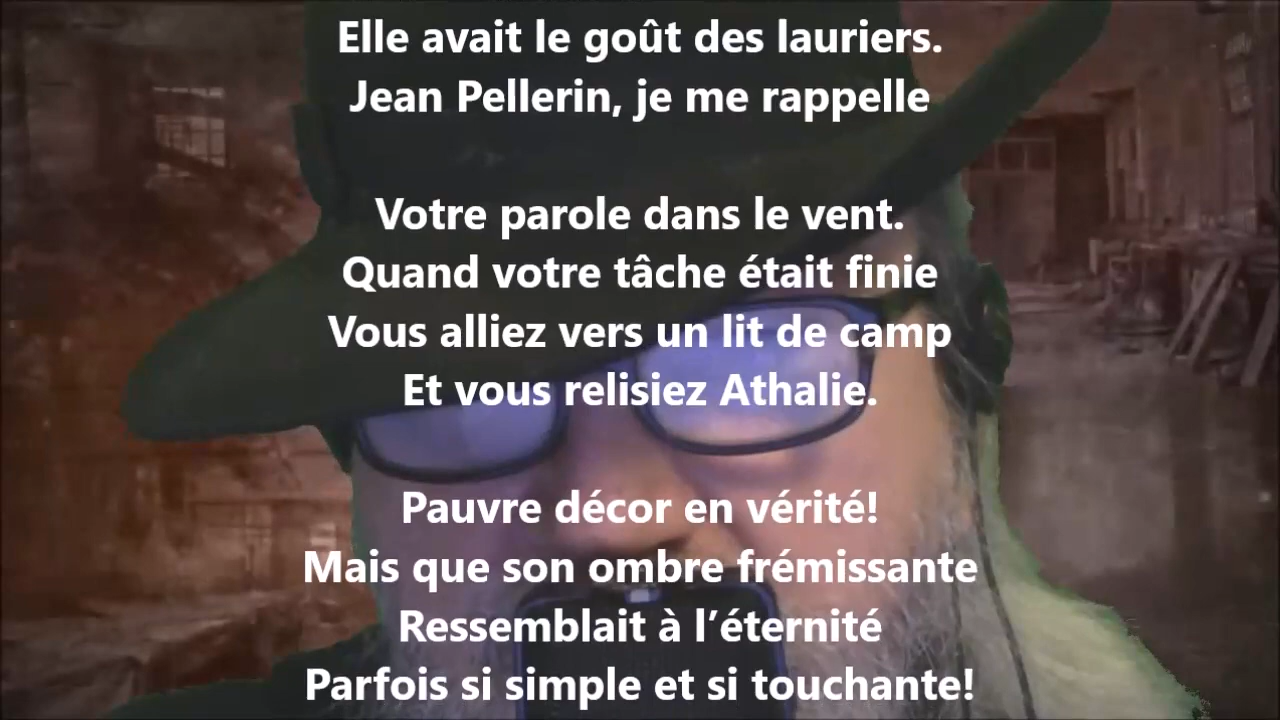 Elle avait le goût des lauriers.
Jean Pellerin, je me rappelle
Votre parole dans le vent.
Quand votre tâche était finie
Vous alliez vers un lit de camp
Et vous relisiez Athalie.
Pauvre décor en vérité!
Mais que son ombre frémissante
Ressemblait à l’éternité
Parfois si simple et si touchante!